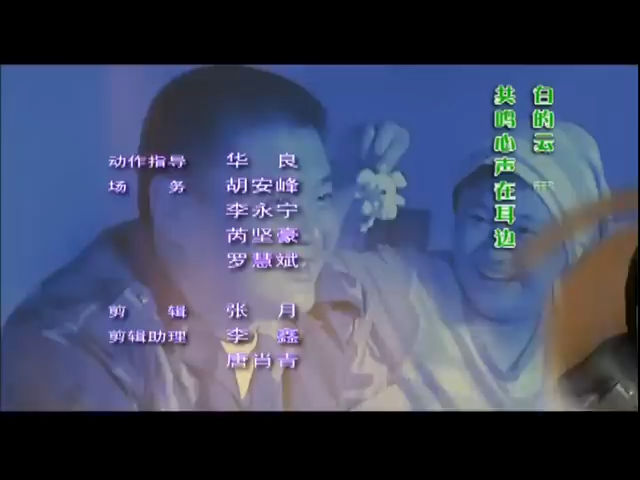 动作指导 华良
场务 胡安峰
李永宁
芮坚豪
罗慧斌
剪辑 张月
剪辑助理 李鑫
唐肖青
白的云
共鸣心声在耳边